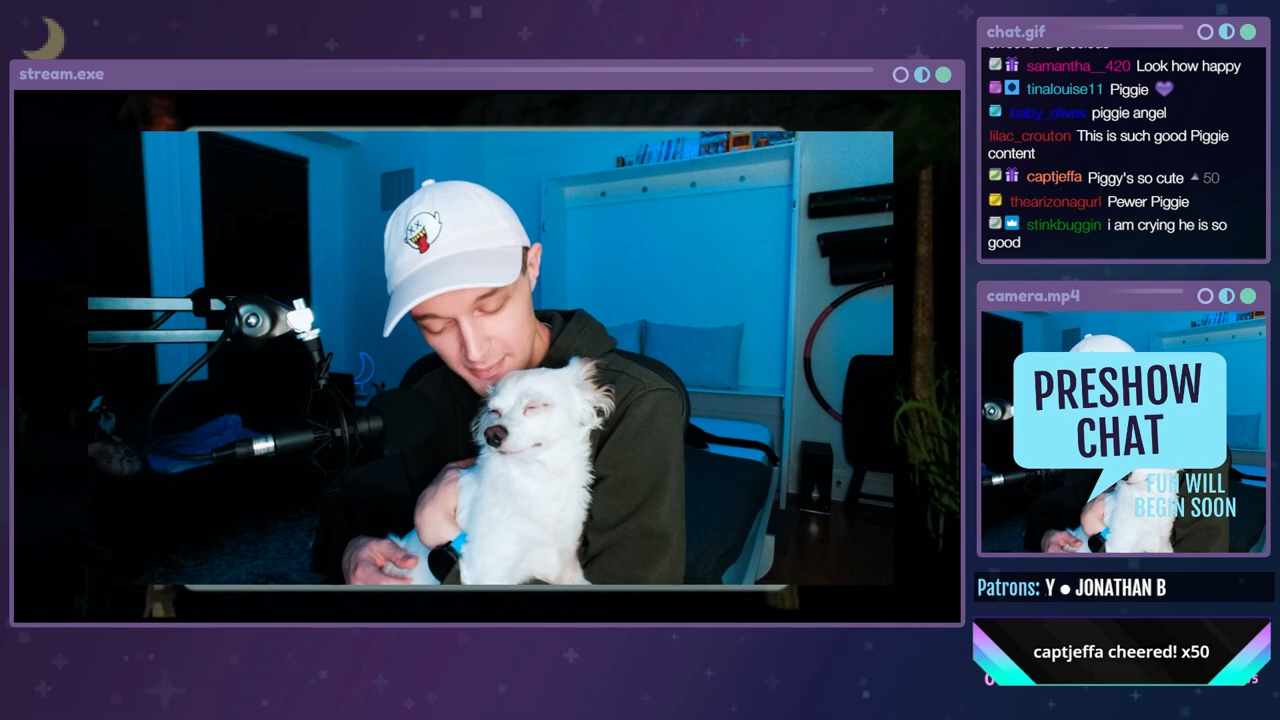 stream.exe
chat.gif
samantha__420 Look how happy
tinalouise11 Piggie
baby_olives piggie angel
lilac_crouton This is such good Piggie
content
captjeffa Piggy's so cute 50
thearizonagurl Pewer Piggie
stinkbuggin i am crying he is so
good
camera.mp4
PRESHOW
CHAT
FUN WILL
BEGIN SOON
Patrons: Y ● JONATHAN B
captjeffa cheered! x50